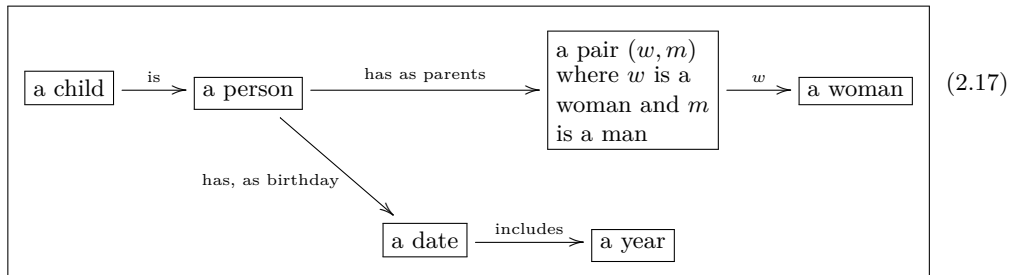 a child
is
a person
has as parents
a pair (w, m)
where w is a
woman and m
is a man
w
a woman
(2.17)
has, as birthday
a date
includes
a year